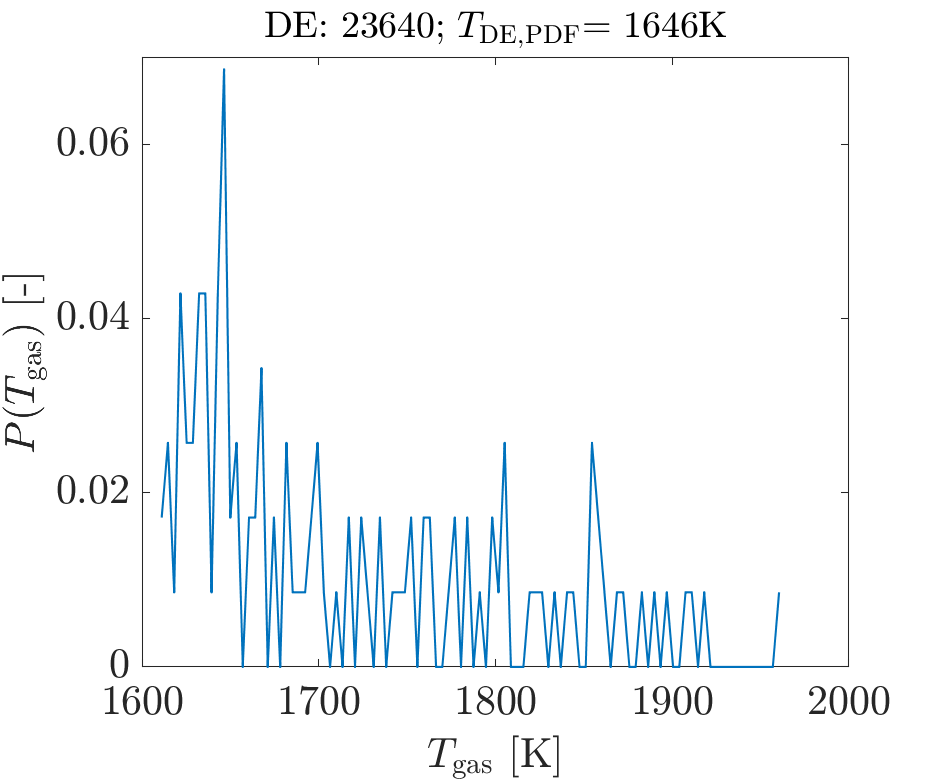 DE: 23640; T_DE,PDF= 1646K
0.06
0.04
0.02
0
P(T_gas) [-]
1600 1700 1800 1900 2000
T_gas [K]